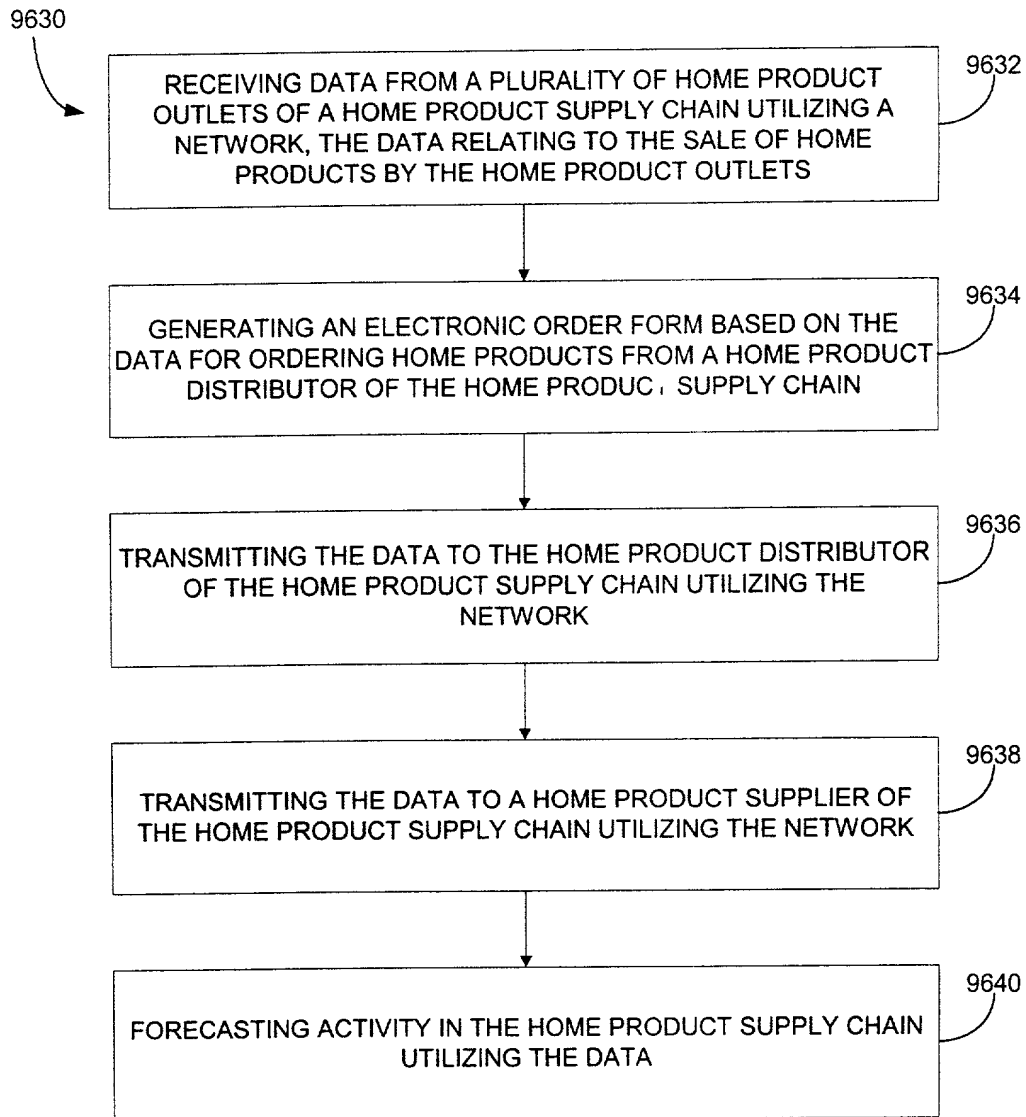 9630
RECEIVING DATA FROM A PLURALITY OF HOME PRODUCT
OUTLETS OF A HOME PRODUCT SUPPLY CHAIN UTILIZING A
NETWORK, THE DATA RELATING TO THE SALE OF HOME
PRODUCTS BY THE HOME PRODUCT OUTLETS
9632
GENERATING AN ELECTRONIC ORDER FORM BASED ON THE
DATA FOR ORDERING HOME PRODUCTS FROM A HOME PRODUCT
DISTRIBUTOR OF THE HOME PRODUCT SUPPLY CHAIN
9634
TRANSMITTING THE DATA TO THE HOME PRODUCT DISTRIBUTOR
OF THE HOME PRODUCT SUPPLY CHAIN UTILIZING THE
NETWORK
9636
TRANSMITTING THE DATA TO A HOME PRODUCT SUPPLIER OF
THE HOME PRODUCT SUPPLY CHAIN UTILIZING THE NETWORK
9638
FORECASTING ACTIVITY IN THE HOME PRODUCT SUPPLY CHAIN
UTILIZING THE DATA
9640